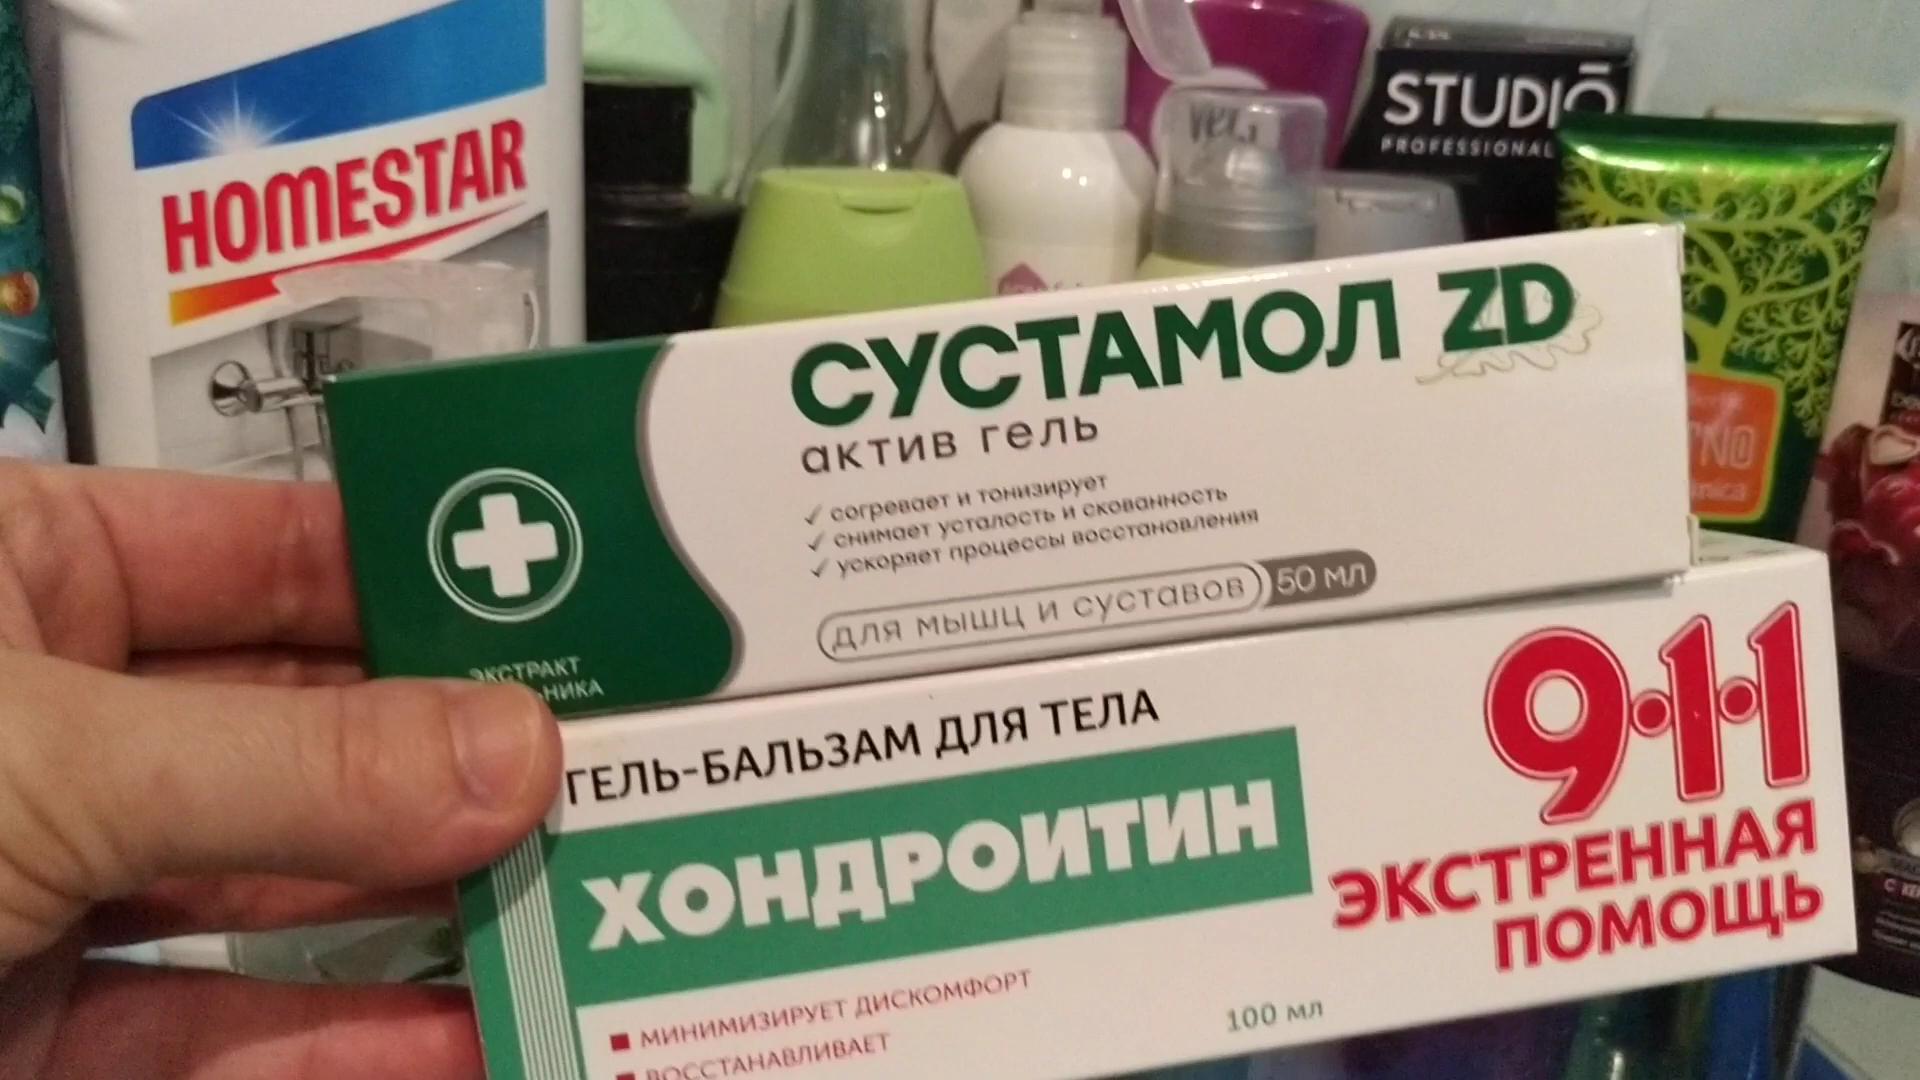 HOMESTAR
STUDIO
PROFESSIONAL
СУСТАМОЛ ZD
актив гель
согревает и тонизирует
снимает усталость и скованность
ускоряет процессы восстановления
для мышц и суставов 50 мл
ЭКСТРАКТ
ГЕЛЬ-БАЛЬЗАМ ДЛЯ ТЕЛА
ХОНДРОИТИН
9·1·1
ЭКСТРЕННАЯ
ПОМОЩЬ
МИНИМИЗИРУЕТ ДИСКОМФОРТ
ВОССТАНАВЛИВАЕТ
100 мл